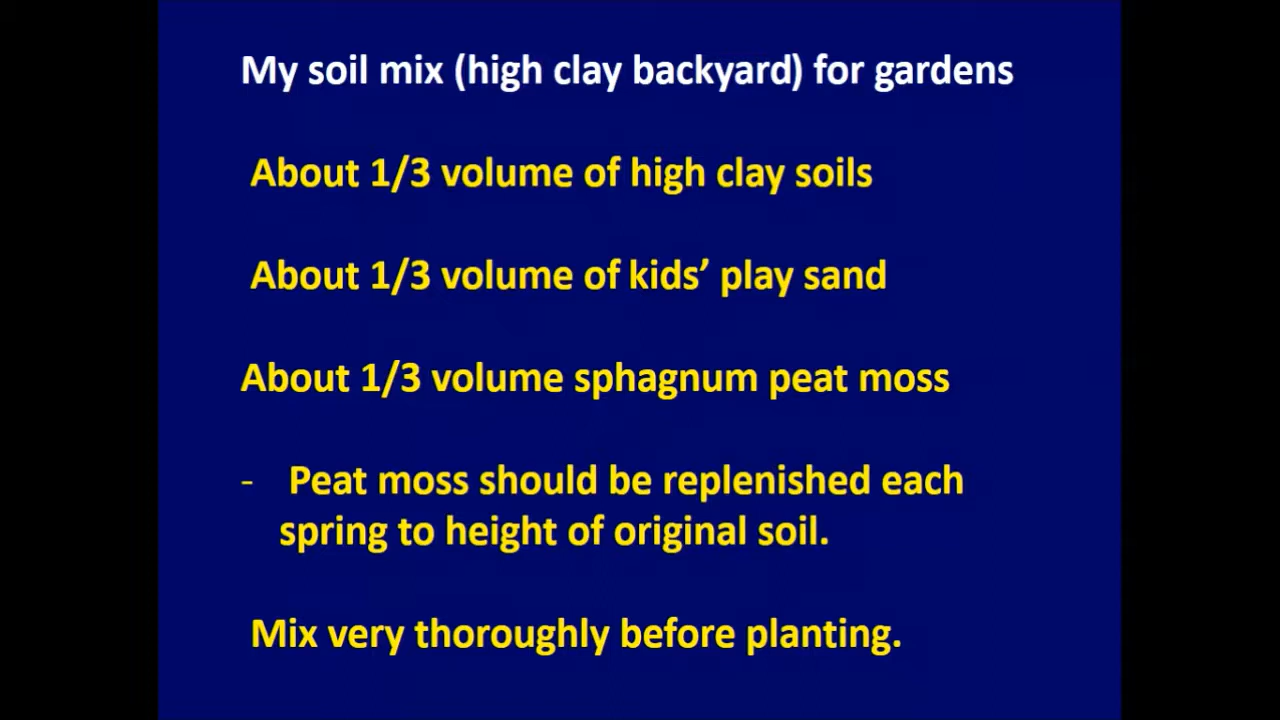 My soil mix (high clay backyard) for gardens
About 1/3 volume of high clay soils
About 1/3 volume of kids’ play sand
About 1/3 volume sphagnum peat moss
- Peat moss should be replenished each
spring to height of original soil.
Mix very thoroughly before planting.